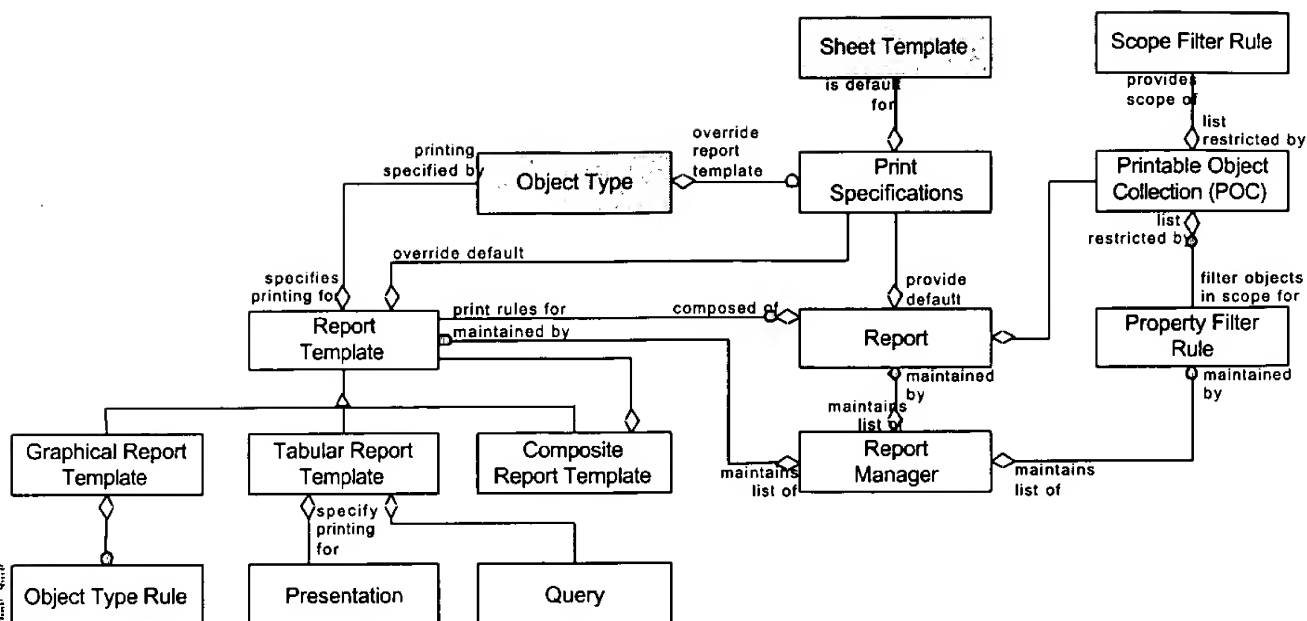 Sheet Template
Scope Filter Rule
is default
for
provides
scope of
list
restricted by
printing
specified by
override
report
template
Object Type
Print
Specifications
Printable Object
Collection (POC)
list
restricted by
override default
specifies
printing for
provide
default
filter objects
in scope for
print rules for
composed of
maintained by
Report
Template
Report
Property Filter
Rule
maintained
by
maintained
by
maintains
list of
Graphical Report
Template
Tabular Report
Template
Composite
Report Template
Report
Manager
maintains
list of
maintains
list of
specify
printing
for
Object Type Rule
Presentation
Query